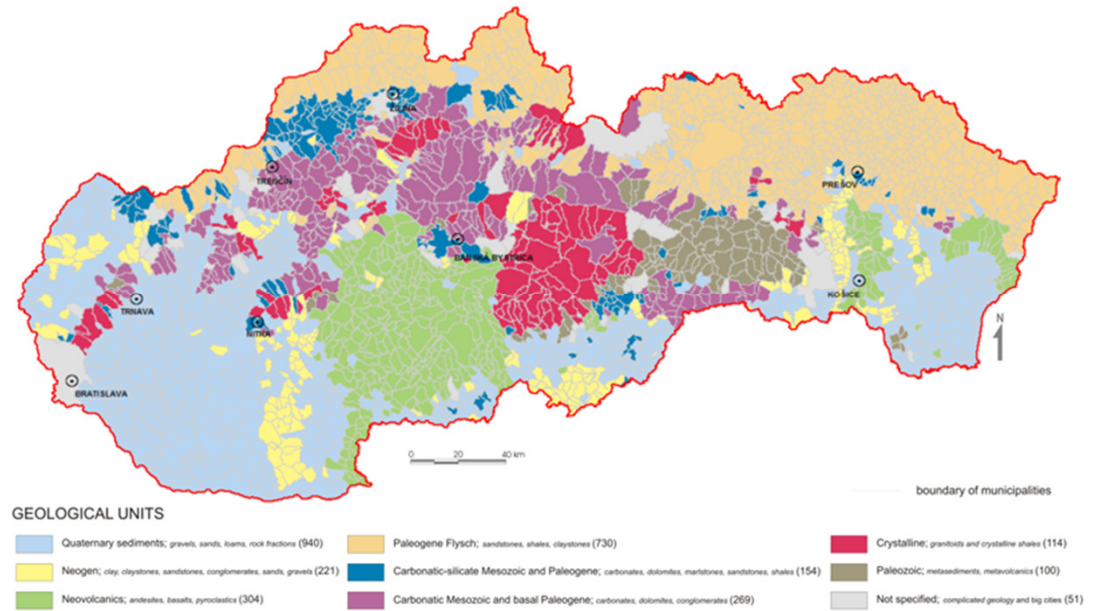 ŽILINA
TRENČÍN
PREŠOV
BANSKÁ BYSTRICA
KOŠICE
TRNAVA
NITRA
N
BRATISLAVA
0 20 40 km
boundary of municipalities
GEOLOGICAL UNITS
Quaternary sediments; gravels, sands, loams, rock fractions (940)
Paleogene Flysch; sandstones, shales, claystones (730)
Crystalline; granitoids and crystalline shales (114)
Neogen; clay, claystones, sandstones, conglomerates, sands, gravels (221)
Carbonatic-silicate Mesozoic and Paleogene; carbonates, dolomites, marlstones, sandstones, shales (154)
Paleozoic; metasediments, metavolcanics (100)
Neovolcanics; andesites, basalts, pyroclastics (304)
Carbonatic Mesozoic and basal Paleogene; carbonates, dolomites, conglomerates (269)
Not specified; complicated geology and big cities (51)